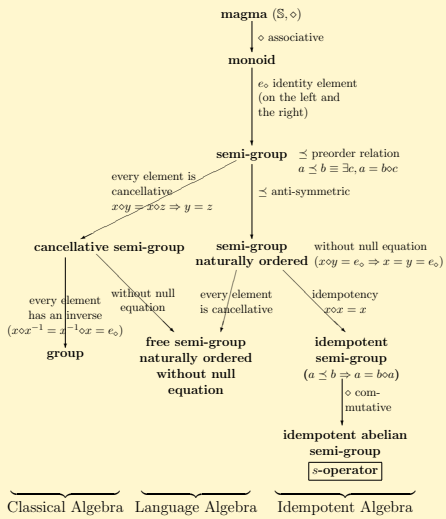 magma (𝕊, ⋄)
⋄ associative
monoid
e⋄ identity element
(on the left and
the right)
semi-group
⪯ preorder relation
a ⪯ b ≡ ∃c, a = b⋄c
every element is
cancellative
x⋄y = x⋄z ⇒ y = z
⪯ anti-symmetric
cancellative semi-group
semi-group
naturally ordered
without null equation
(x⋄y = e⋄ ⇒ x = y = e⋄)
every element
has an inverse
(x⋄x⁻¹ = x⁻¹⋄x = e⋄)
group
without null
equation
every element
is cancellative
idempotency
x⋄x = x
free semi-group
naturally ordered
without null
equation
idempotent
semi-group
(a ⪯ b ⇒ a = b⋄a)
⋄ com-
mutative
idempotent abelian
semi-group
s-operator
Classical Algebra
Language Algebra
Idempotent Algebra